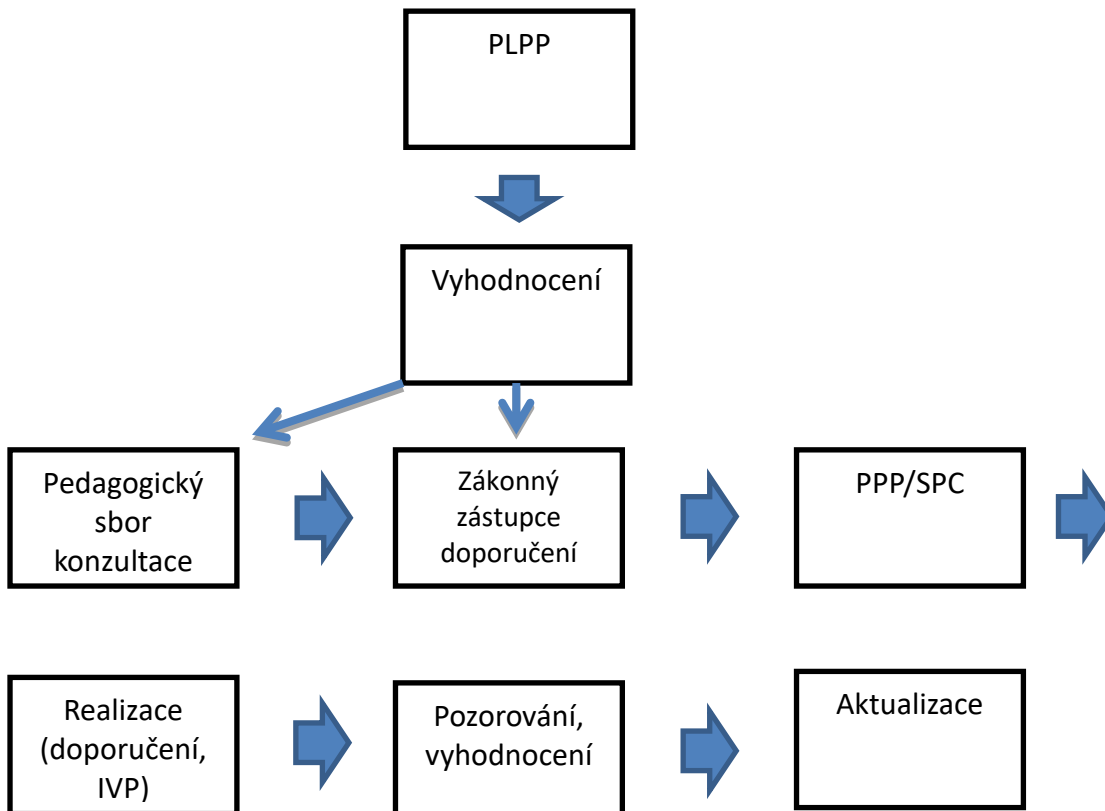 PLPP
Vyhodnocení
Pedagogický
sbor
konzultace
Zákonný
zástupce
doporučení
PPP/SPC
Realizace
(doporučení,
IVP)
Pozorování,
vyhodnocení
Aktualizace